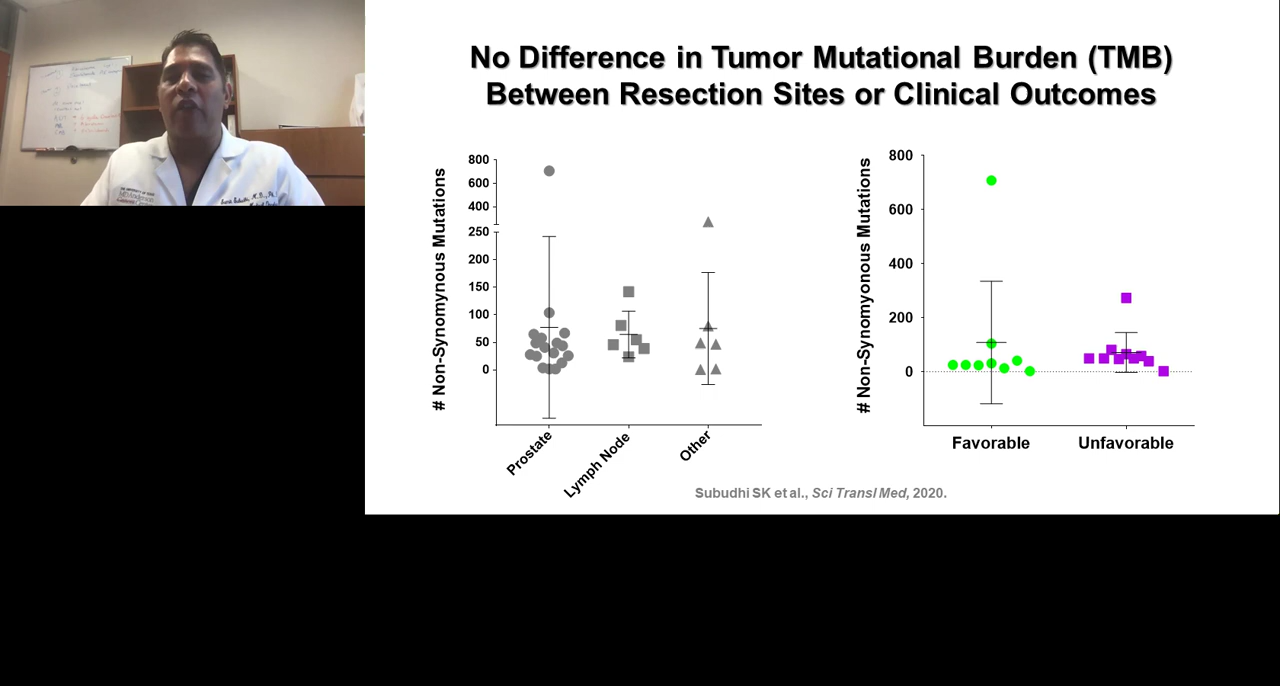 No Difference in Tumor Mutational Burden (TMB)
Between Resection Sites or Clinical Outcomes
# Non-Synomynous Mutations
800
600
400
250
200
150
100
50
0
Prostate
Lymph Node
Other
# Non-Synomyonous Mutations
800
600
400
200
0
Favorable
Unfavorable
Subudhi SK et al., Sci Transl Med, 2020.